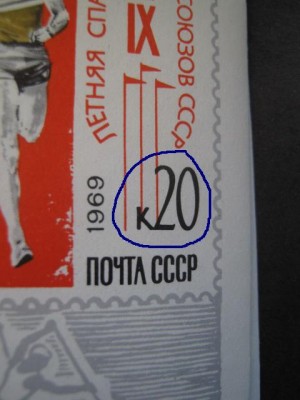 ЛЕТНЯЯ СПА
IX
СОЮЗОВ СССР
1969
к20
ПОЧТА СССР